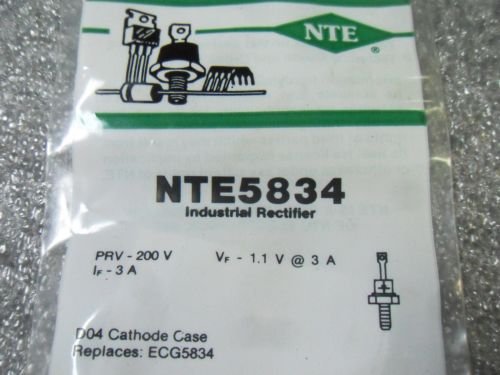 NTE
®
NTE5834
Industrial Rectifier
PRV - 200 V
IF - 3 A
VF - 1.1 V @ 3 A
D04 Cathode Case
Replaces: ECG5834